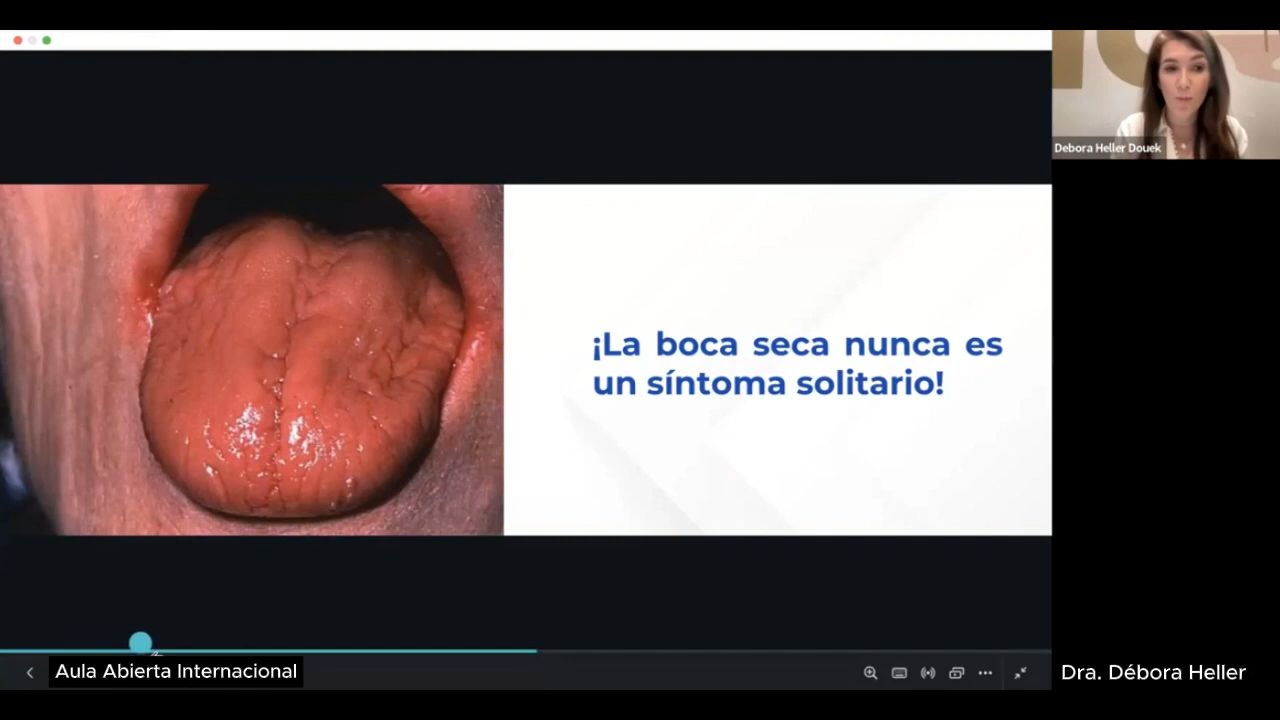 Debora Heller Douek
¡La boca seca nunca es
un síntoma solitario!
Aula Abierta Internacional
Dra. Débora Heller